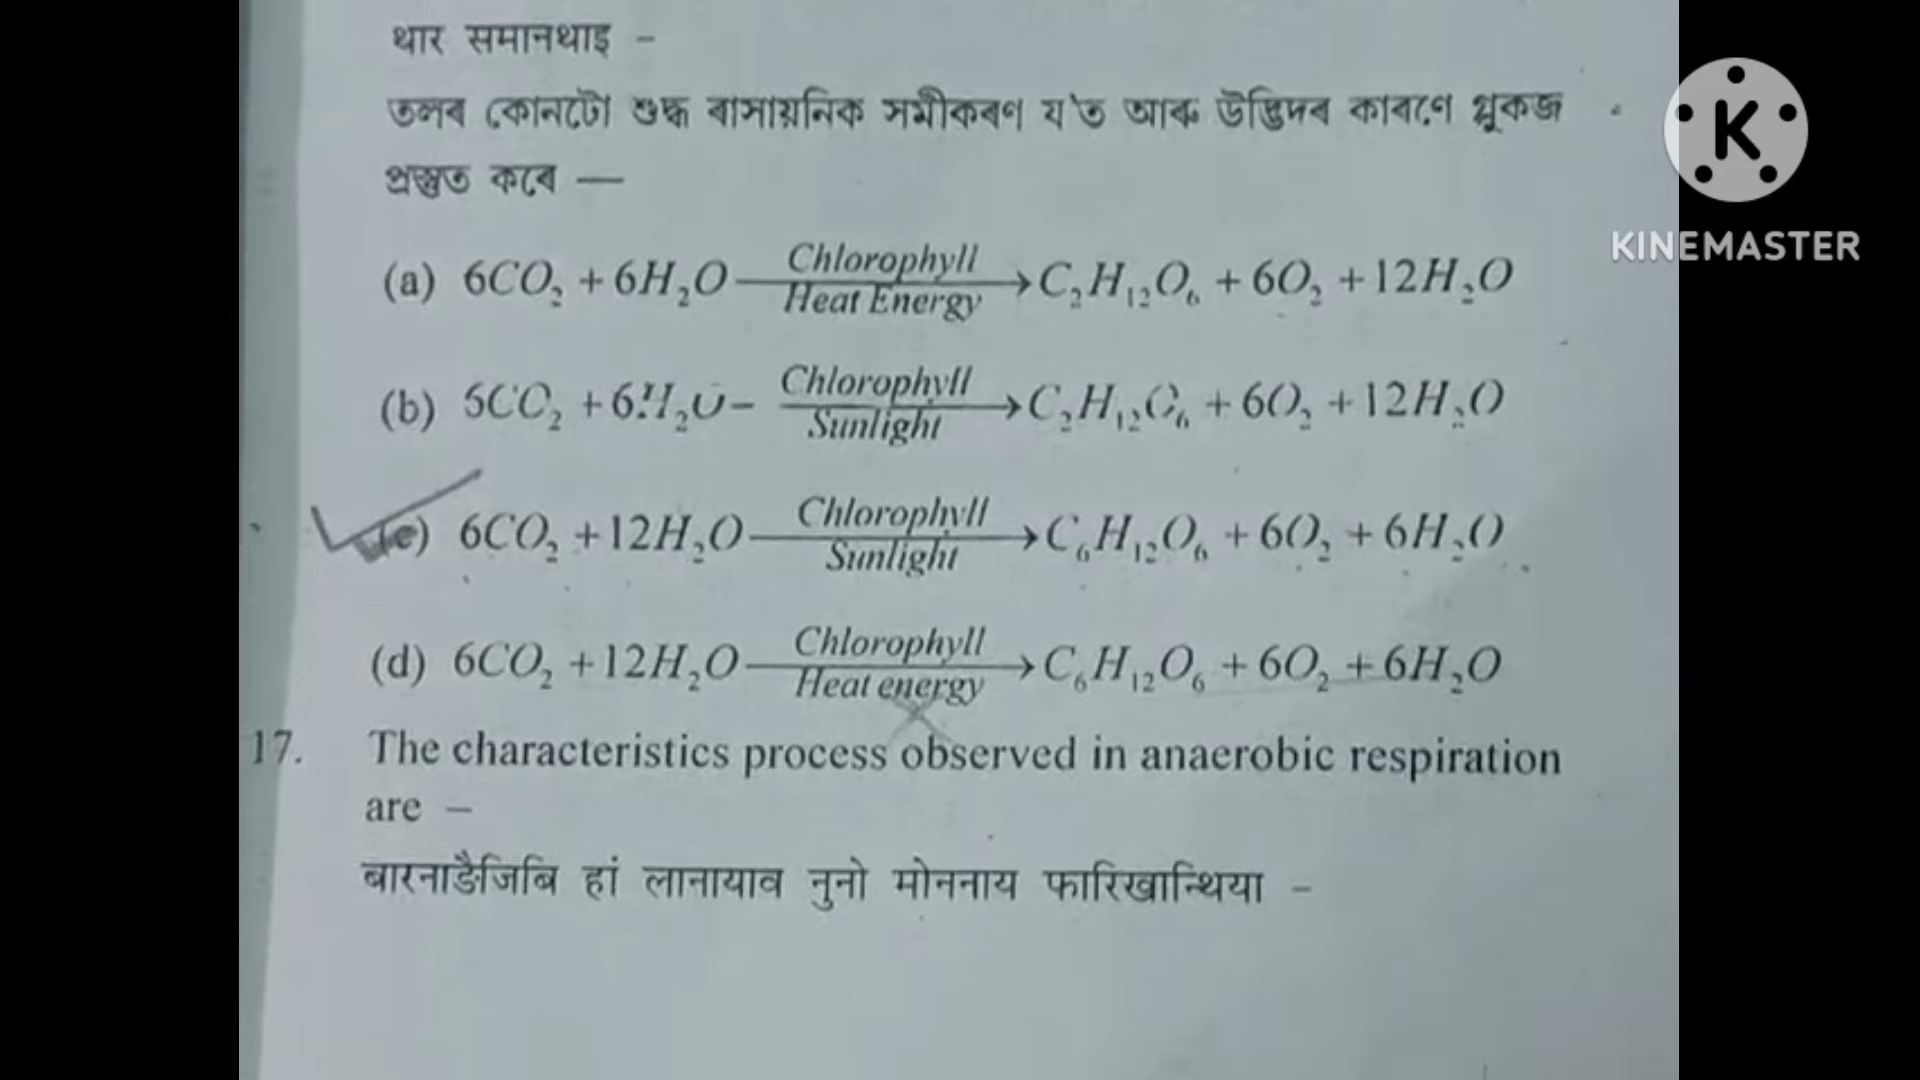 थार समानथाइ -
তলৰ কোনটো শুদ্ধ ৰাসায়নিক সমীকৰণ য'ত আৰু উদ্ভিদৰ কাৰণে গ্লুকজ
প্ৰস্তুত কৰে —
KINEMASTER
(a) 6CO₂ + 6H₂O Chlorophyll / Heat Energy → C₂H₁₂O₆ + 6O₂ + 12H₂O
(b) 6CO₂ + 6H₂O Chlorophyll / Sunlight → C₂H₁₂O₆ + 6O₂ + 12H₂O
(c) 6CO₂ + 12H₂O Chlorophyll / Sunlight → C₆H₁₂O₆ + 6O₂ + 6H₂O
(d) 6CO₂ + 12H₂O Chlorophyll / Heat energy → C₆H₁₂O₆ + 6O₂ + 6H₂O
17. The characteristics process observed in anaerobic respiration
are –
बारनाङैजिबि हां लानायाव नुनो मोननाय फारिखान्थिया -